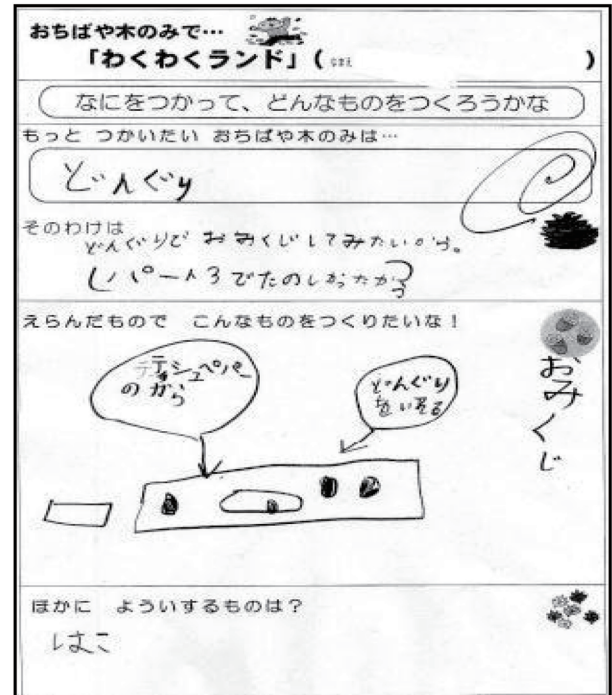 おちばや木のみで…
「わくわくランド」(なまえ )
なにをつかって、どんなものをつくろうかな
もっと つかいたい おちばや木のみは…
どんぐり
そのわけは
どんぐりで おみくじしてみたいから。
でたのしかったから
えらんだもので こんなものをつくりたいな！
おみくじ
ティシュペパー
のから
どんぐり
を入る
ほかに よういするものは？
はこ